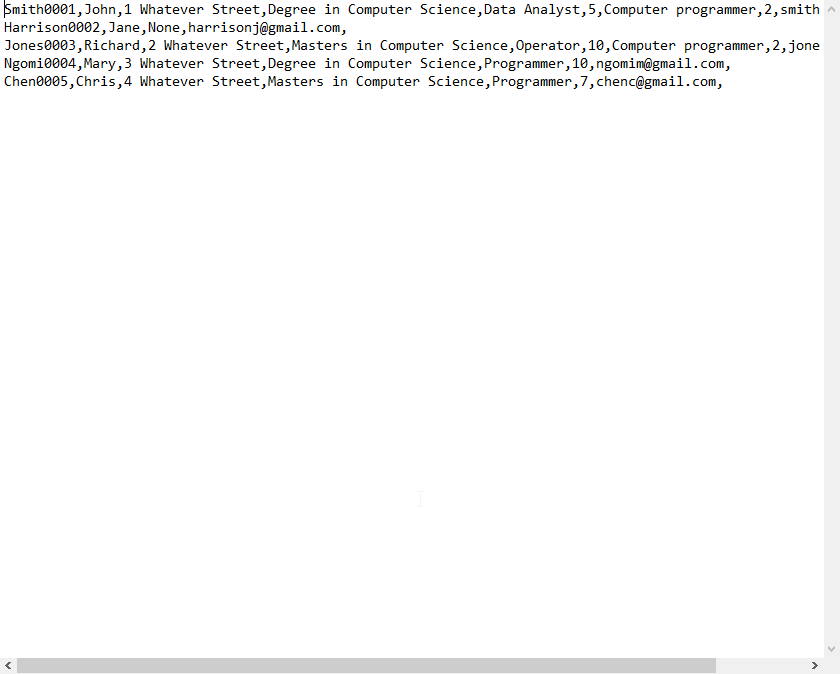 Smith0001,John,1 Whatever Street,Degree in Computer Science,Data Analyst,5,Computer programmer,2,smith
Harrison0002,Jane,None,harrisonj@gmail.com,
Jones0003,Richard,2 Whatever Street,Masters in Computer Science,Operator,10,Computer programmer,2,jone
Ngomi0004,Mary,3 Whatever Street,Degree in Computer Science,Programmer,10,ngomim@gmail.com,
Chen0005,Chris,4 Whatever Street,Masters in Computer Science,Programmer,7,chenc@gmail.com,